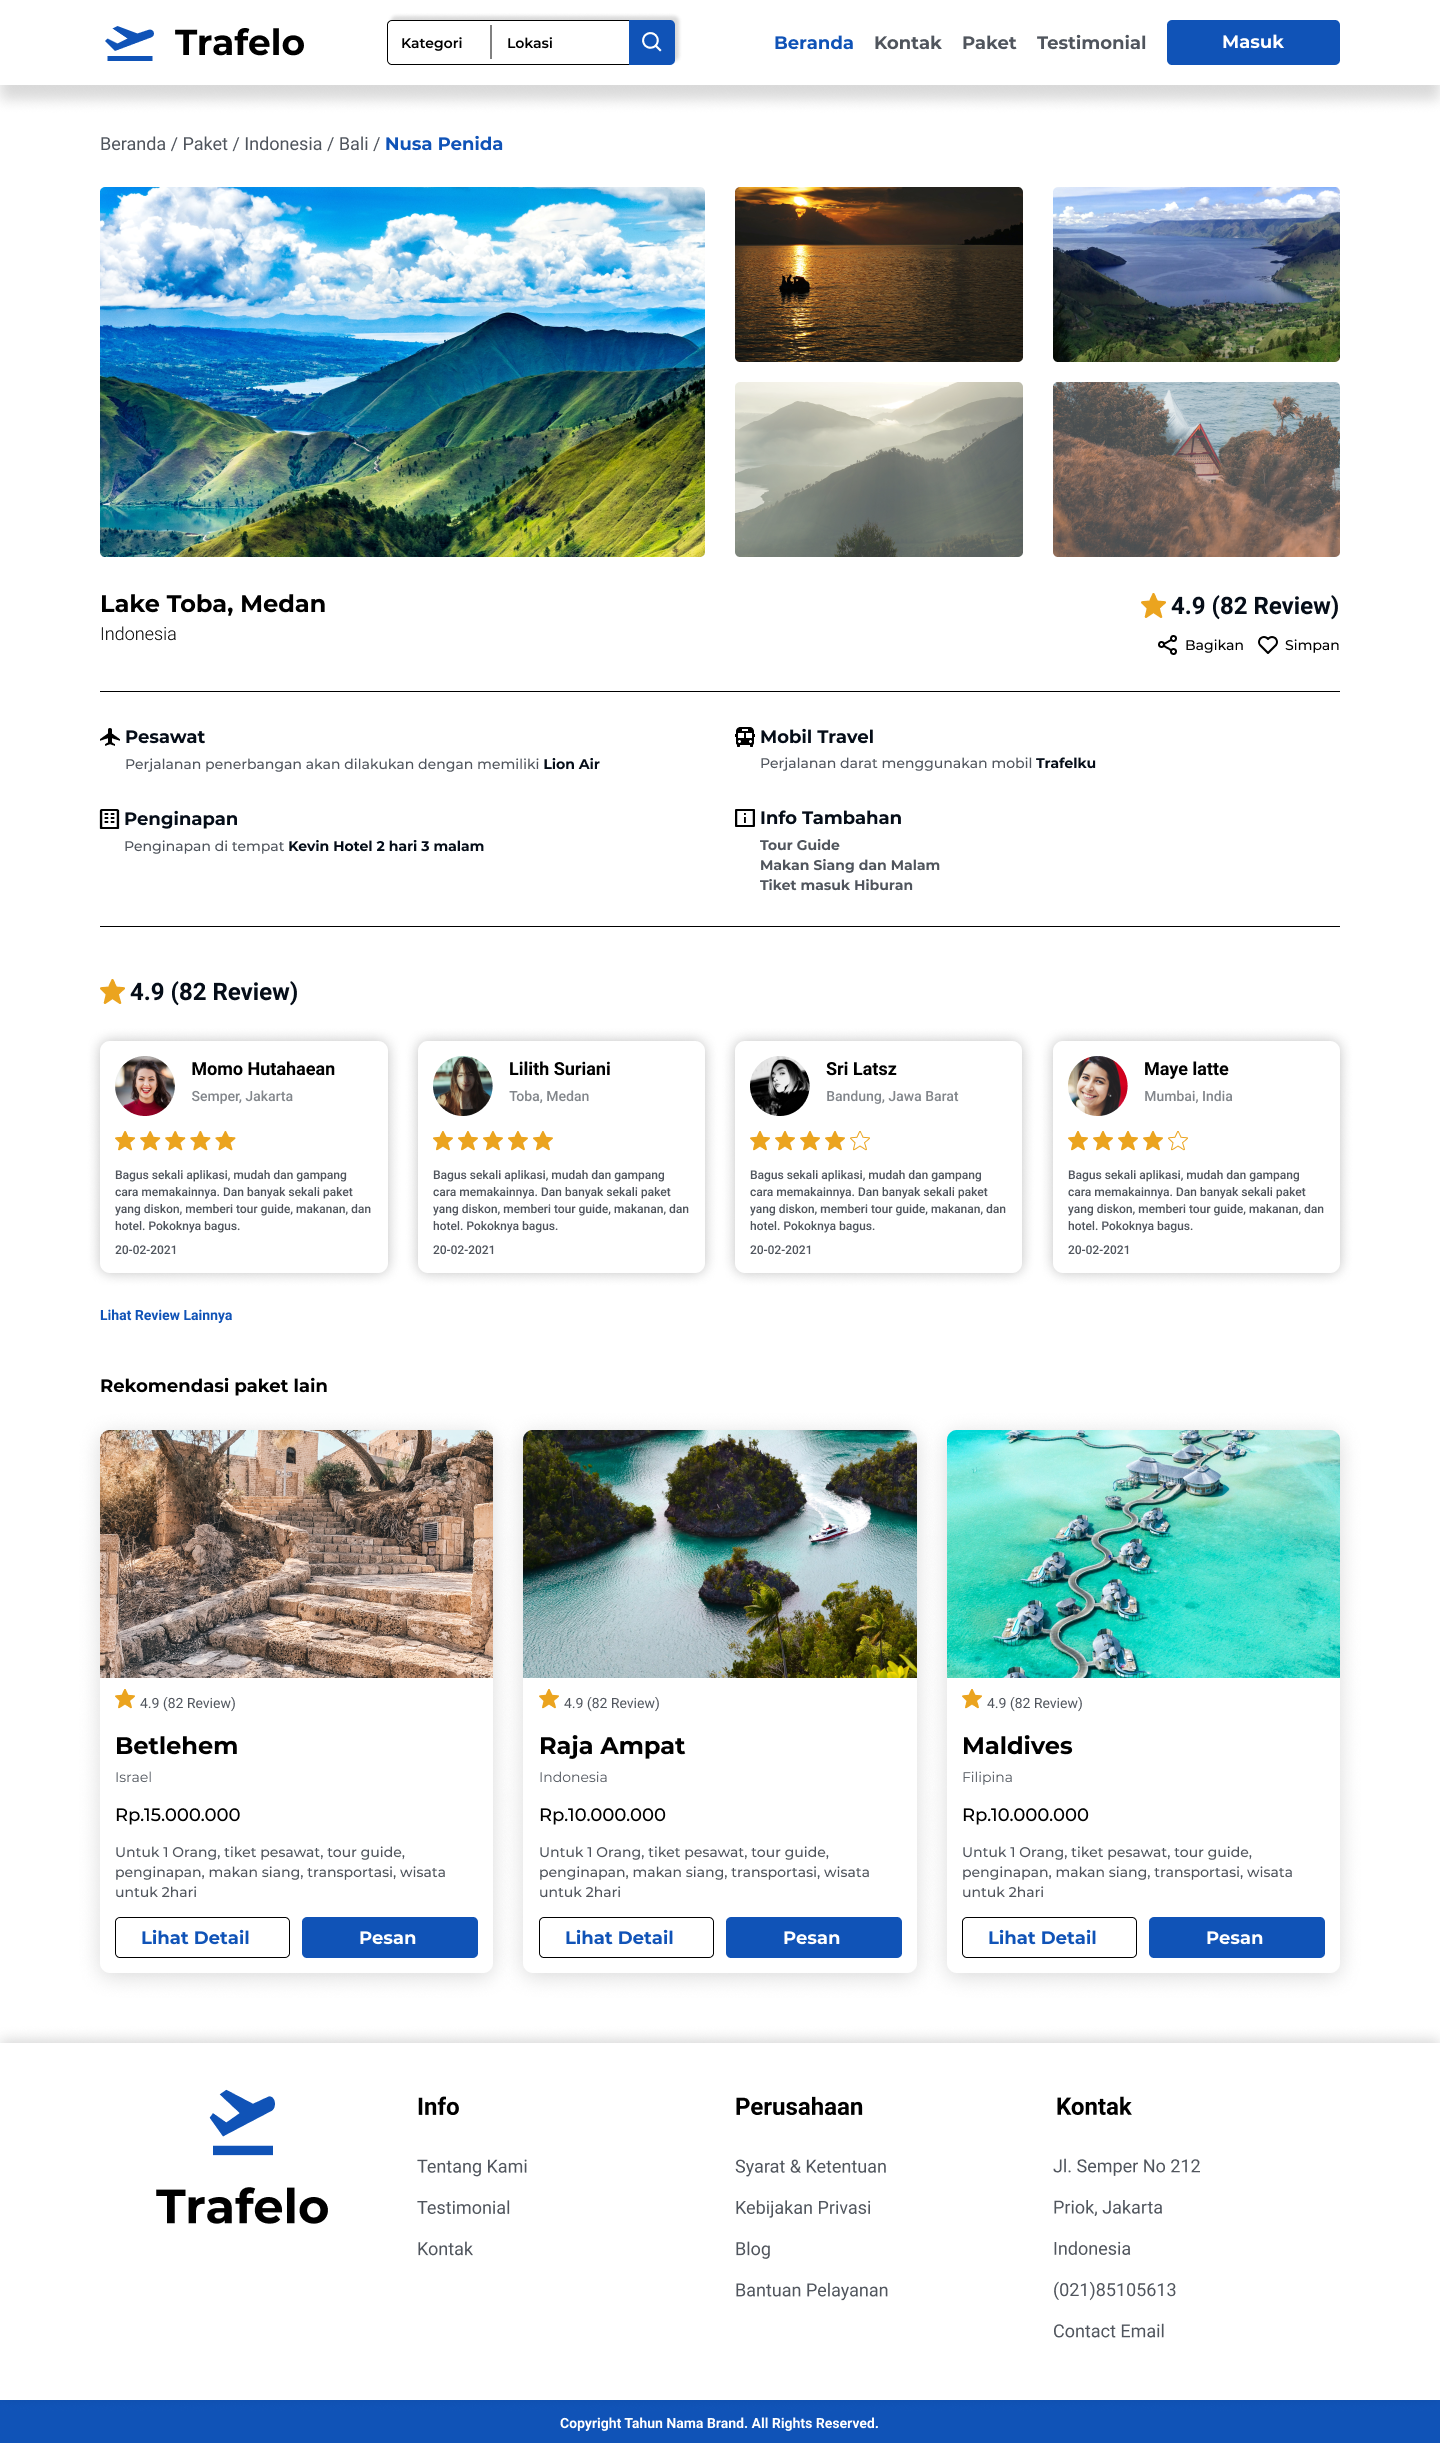 Trafelo
Kategori
Lokasi
Beranda
Kontak
Paket
Testimonial
Masuk
Beranda / Paket / Indonesia / Bali / Nusa Penida
Lake Toba, Medan
Indonesia
4.9 (82 Review)
Bagikan
Simpan
Pesawat
Perjalanan penerbangan akan dilakukan dengan memiliki Lion Air
Mobil Travel
Perjalanan darat menggunakan mobil Trafelku
Penginapan
Penginapan di tempat Kevin Hotel 2 hari 3 malam
Info Tambahan
Tour Guide
Makan Siang dan Malam
Tiket masuk Hiburan
4.9 (82 Review)
Momo Hutahaean
Semper, Jakarta
Bagus sekali aplikasi, mudah dan gampang
cara memakainnya. Dan banyak sekali paket
yang diskon, memberi tour guide, makanan, dan
hotel. Pokoknya bagus.
20-02-2021
Lilith Suriani
Toba, Medan
Bagus sekali aplikasi, mudah dan gampang
cara memakainnya. Dan banyak sekali paket
yang diskon, memberi tour guide, makanan, dan
hotel. Pokoknya bagus.
20-02-2021
Sri Latsz
Bandung, Jawa Barat
Bagus sekali aplikasi, mudah dan gampang
cara memakainnya. Dan banyak sekali paket
yang diskon, memberi tour guide, makanan, dan
hotel. Pokoknya bagus.
20-02-2021
Maye latte
Mumbai, India
Bagus sekali aplikasi, mudah dan gampang
cara memakainnya. Dan banyak sekali paket
yang diskon, memberi tour guide, makanan, dan
hotel. Pokoknya bagus.
20-02-2021
Lihat Review Lainnya
Rekomendasi paket lain
4.9 (82 Review)
Betlehem
Israel
Rp.15.000.000
Untuk 1 Orang, tiket pesawat, tour guide,
penginapan, makan siang, transportasi, wisata
untuk 2hari
Lihat Detail
Pesan
4.9 (82 Review)
Raja Ampat
Indonesia
Rp.10.000.000
Untuk 1 Orang, tiket pesawat, tour guide,
penginapan, makan siang, transportasi, wisata
untuk 2hari
Lihat Detail
Pesan
4.9 (82 Review)
Maldives
Filipina
Rp.10.000.000
Untuk 1 Orang, tiket pesawat, tour guide,
penginapan, makan siang, transportasi, wisata
untuk 2hari
Lihat Detail
Pesan
Trafelo
Info
Tentang Kami
Testimonial
Kontak
Perusahaan
Syarat & Ketentuan
Kebijakan Privasi
Blog
Bantuan Pelayanan
Kontak
Jl. Semper No 212
Priok, Jakarta
Indonesia
(021)85105613
Contact Email
Copyright Tahun Nama Brand. All Rights Reserved.